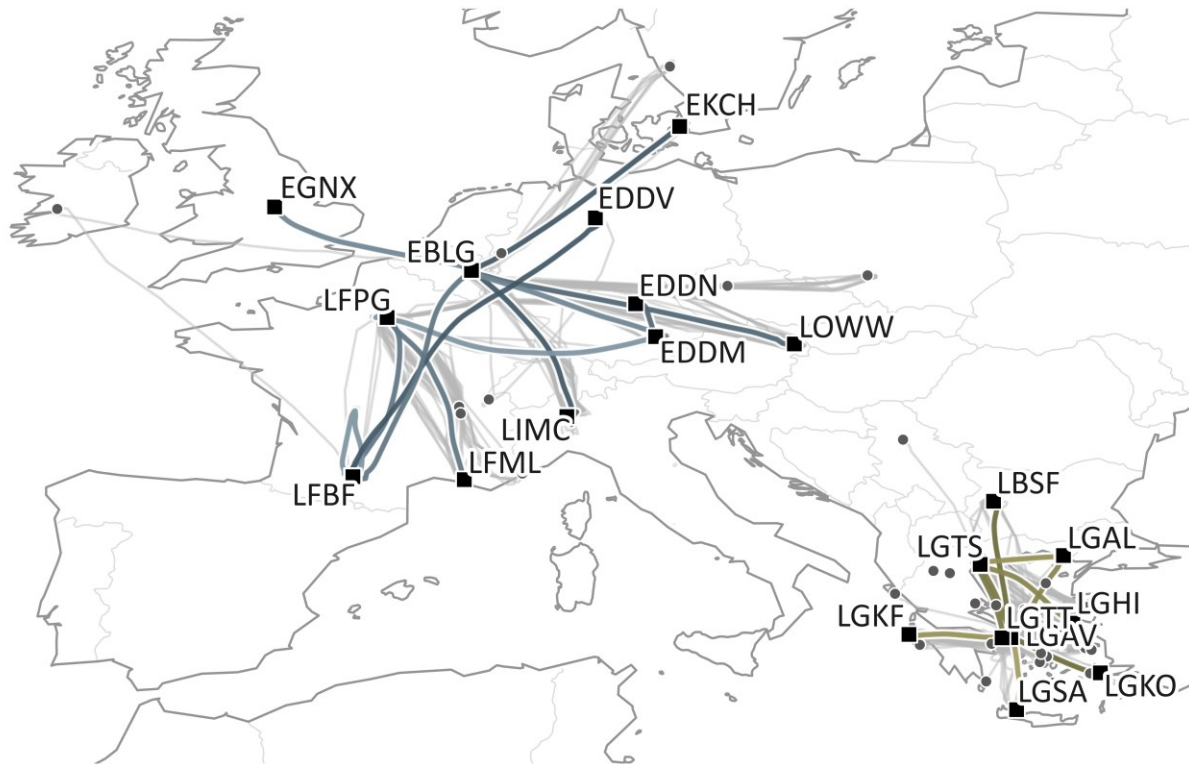 EKCH
EGNX
EDDV
EBLG
EDDN
LFPG
LOWW
EDDM
LIMC
LFML
LFBF
LBSF
LGTS
LGAL
LGHI
LGKF
LGTT
LGAV
LGKO
LGSA